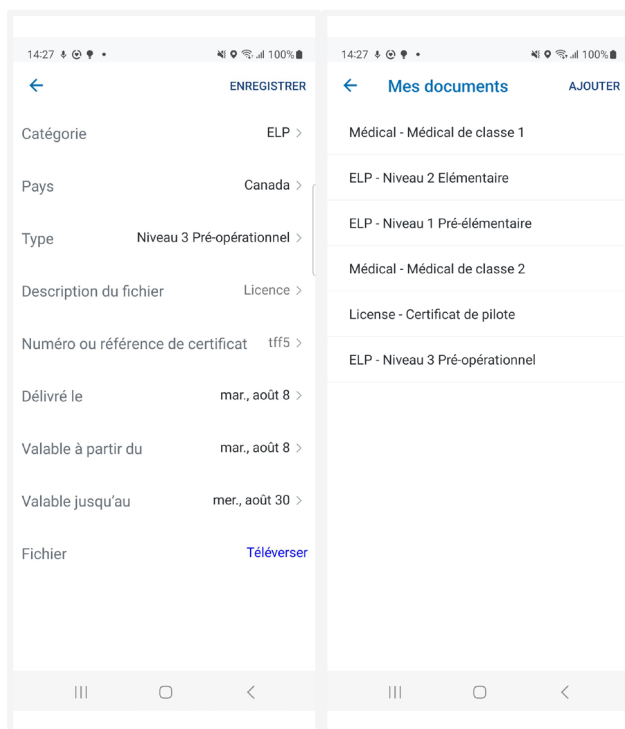 14:27 100%
ENREGISTRER
Catégorie ELP
Pays Canada
Type Niveau 3 Pré-opérationnel
Description du fichier Licence
Numéro ou référence de certificat tff5
Délivré le mar., août 8
Valable à partir du mar., août 8
Valable jusqu'au mer., août 30
Fichier Téléverser
14:27 100%
Mes documents AJOUTER
Médical - Médical de classe 1
ELP - Niveau 2 Elémentaire
ELP - Niveau 1 Pré-élémentaire
Médical - Médical de classe 2
License - Certificat de pilote
ELP - Niveau 3 Pré-opérationnel